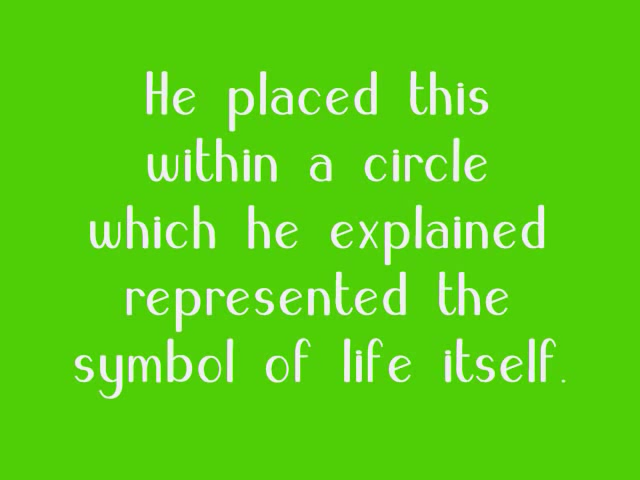 He placed this
within a circle
which he explained
represented the
symbol of life itself.